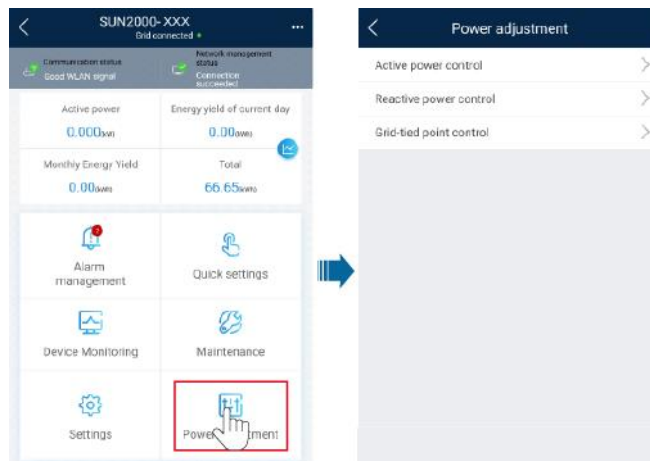 SUN2000-XXX
Grid connected
...
Communication status
Good WLAN signal
Network management
status
Connection
succeeded
Active power
0.000kW
Energy yield of current day
0.00kWh
Monthly Energy Yield
0.00kWh
Total
66.65kWh
Alarm
management
Quick settings
Device Monitoring
Maintenance
Settings
Power
tment
Power adjustment
Active power control
Reactive power control
Grid-tied point control